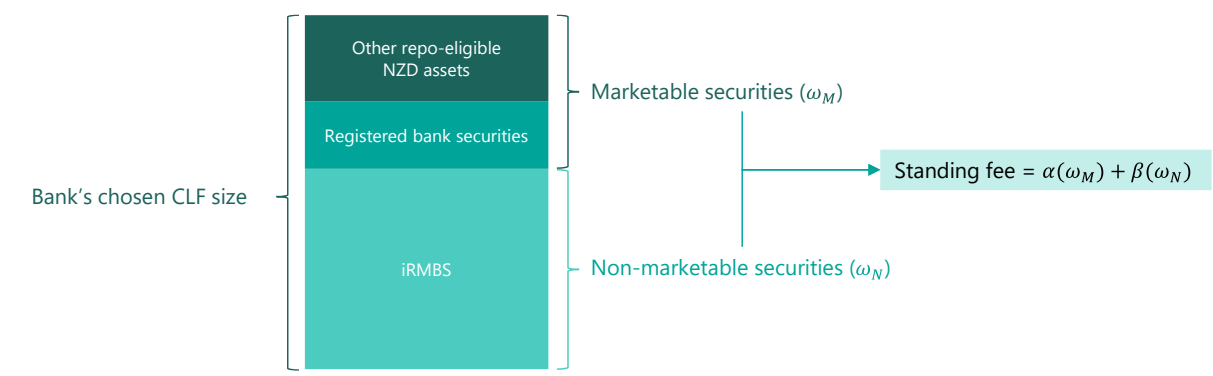 Other repo-eligible
NZD assets
Marketable securities (𝜔𝑀)
Registered bank securities
Standing fee = 𝛼(𝜔𝑀) + 𝛽(𝜔𝑁)
Bank’s chosen CLF size
iRMBS
Non-marketable securities (𝜔𝑁)